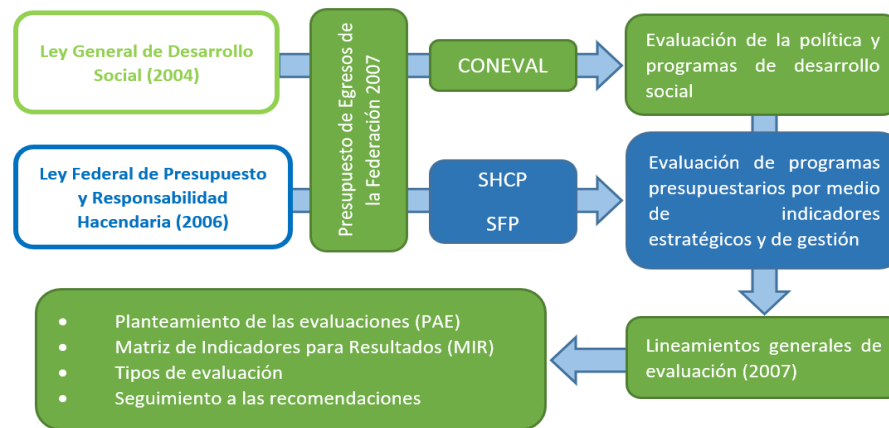 Ley General de Desarrollo
Social (2004)
Presupuesto de Egresos de
la Federación 2007
CONEVAL
Evaluación de la política y
programas de desarrollo
social
Ley Federal de Presupuesto
y Responsabilidad
Hacendaria (2006)
SHCP
SFP
Evaluación de programas
presupuestarios por medio
de indicadores
estratégicos y de gestión
• Planteamiento de las evaluaciones (PAE)
• Matriz de Indicadores para Resultados (MIR)
• Tipos de evaluación
• Seguimiento a las recomendaciones
Lineamientos generales de
evaluación (2007)